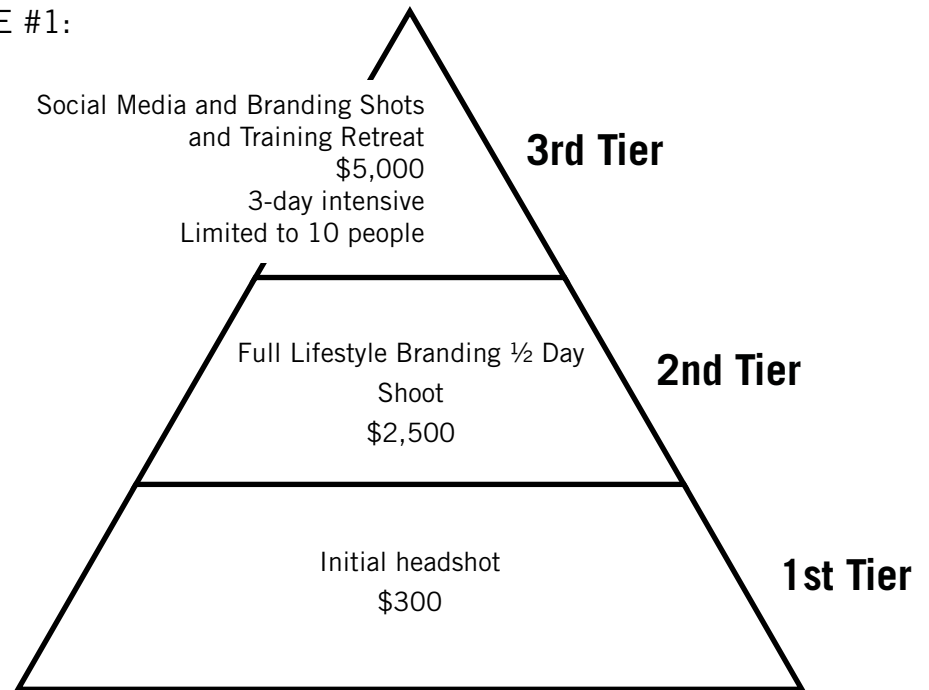 E #1:
Social Media and Branding Shots
and Training Retreat
$5,000
3-day intensive
Limited to 10 people
3rd Tier
Full Lifestyle Branding ½ Day
Shoot
$2,500
2nd Tier
Initial headshot
$300
1st Tier